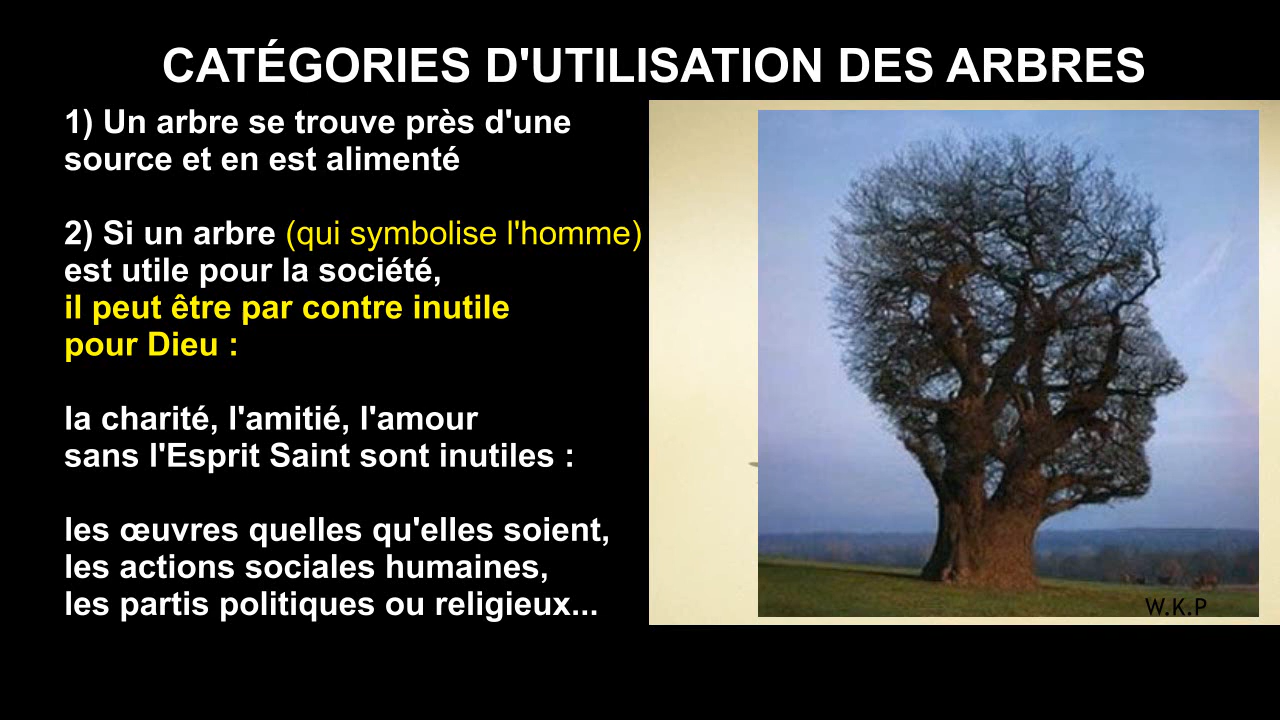 CATÉGORIES D'UTILISATION DES ARBRES
1) Un arbre se trouve près d'une
source et en est alimenté
2) Si un arbre (qui symbolise l'homme)
est utile pour la société,
il peut être par contre inutile
pour Dieu :
la charité, l'amitié, l'amour
sans l'Esprit Saint sont inutiles :
les œuvres quelles qu'elles soient,
les actions sociales humaines,
les partis politiques ou religieux...
W.K.P